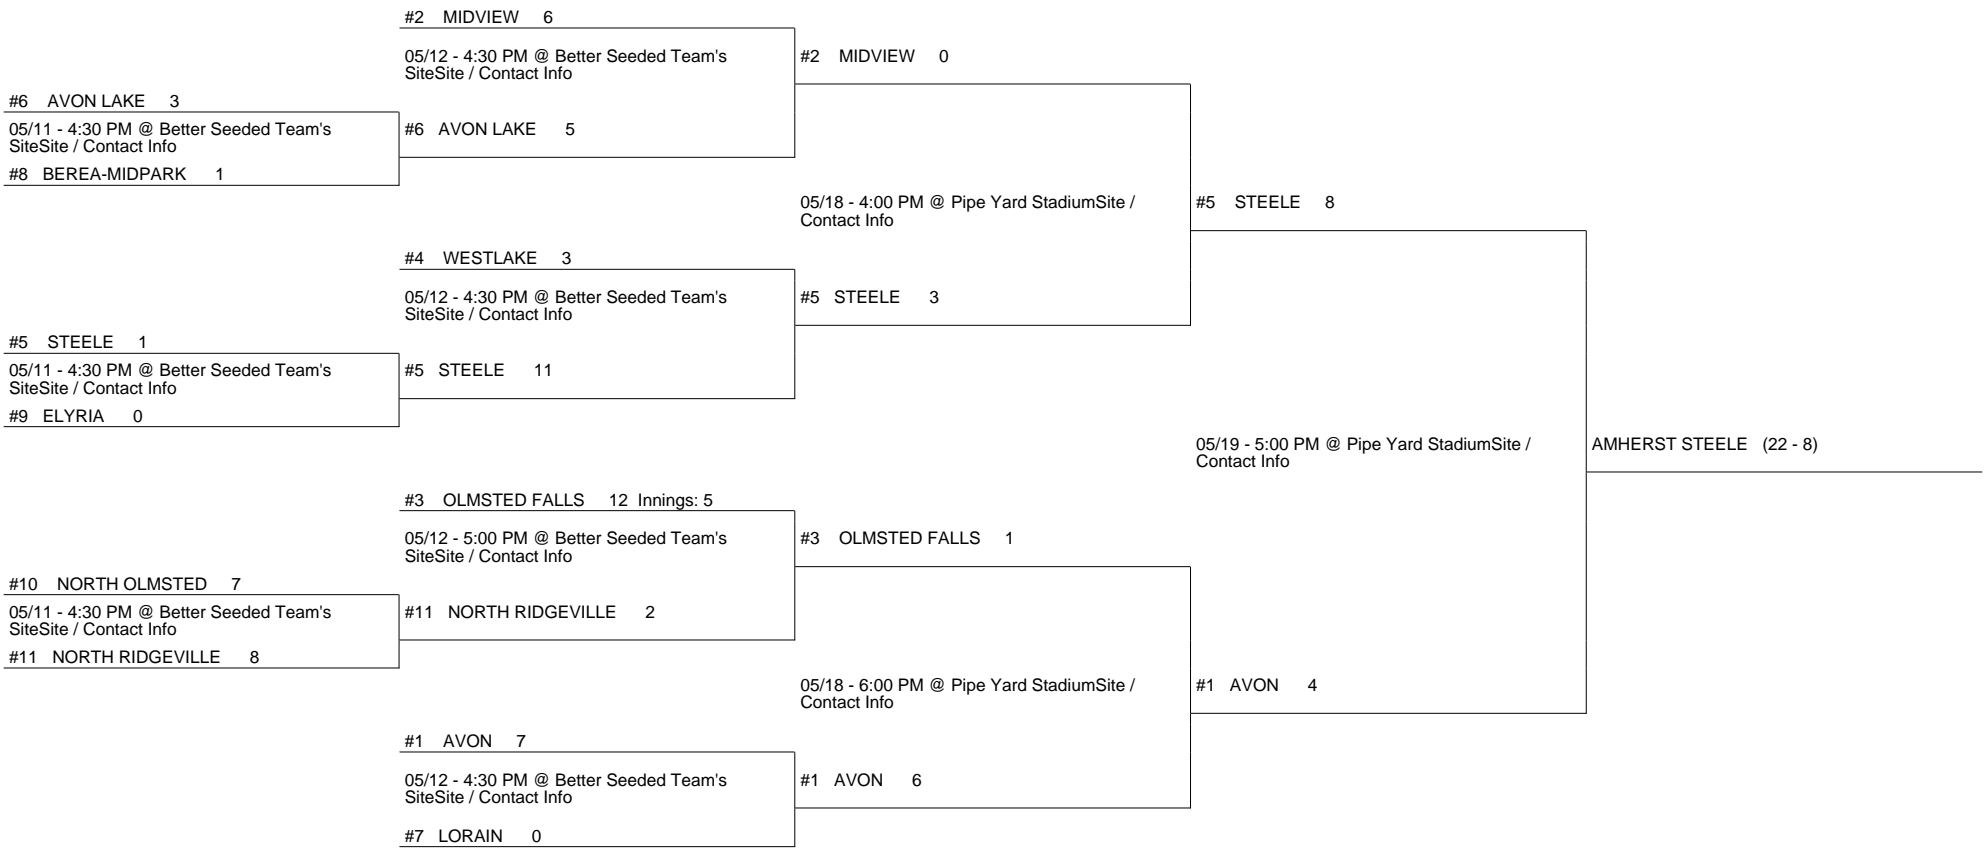 #2 MIDVIEW 6
05/12 - 4:30 PM @ Better Seeded Team's
SiteSite / Contact Info
#2 MIDVIEW 0
#6 AVON LAKE 3
05/11 - 4:30 PM @ Better Seeded Team's
SiteSite / Contact Info
#6 AVON LAKE 5
#8 BEREA-MIDPARK 1
05/18 - 4:00 PM @ Pipe Yard StadiumSite /
Contact Info
#5 STEELE 8
#4 WESTLAKE 3
05/12 - 4:30 PM @ Better Seeded Team's
SiteSite / Contact Info
#5 STEELE 3
#5 STEELE 1
05/11 - 4:30 PM @ Better Seeded Team's
SiteSite / Contact Info
#5 STEELE 11
#9 ELYRIA 0
05/19 - 5:00 PM @ Pipe Yard StadiumSite /
Contact Info
AMHERST STEELE (22 - 8)
#3 OLMSTED FALLS 12 Innings: 5
05/12 - 5:00 PM @ Better Seeded Team's
SiteSite / Contact Info
#3 OLMSTED FALLS 1
#10 NORTH OLMSTED 7
05/11 - 4:30 PM @ Better Seeded Team's
SiteSite / Contact Info
#11 NORTH RIDGEVILLE 2
#11 NORTH RIDGEVILLE 8
05/18 - 6:00 PM @ Pipe Yard StadiumSite /
Contact Info
#1 AVON 4
#1 AVON 7
05/12 - 4:30 PM @ Better Seeded Team's
SiteSite / Contact Info
#1 AVON 6
#7 LORAIN 0